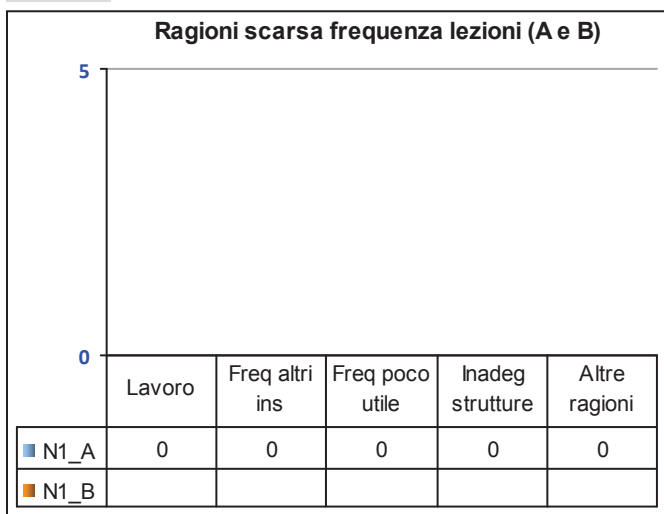 Ragioni scarsa frequenza lezioni (A e B)
5
0
Lavoro
Freq altri
ins
Freq poco
utile
Inadeg
strutture
Altre
ragioni
N1_A 0 0 0 0 0
N1_B